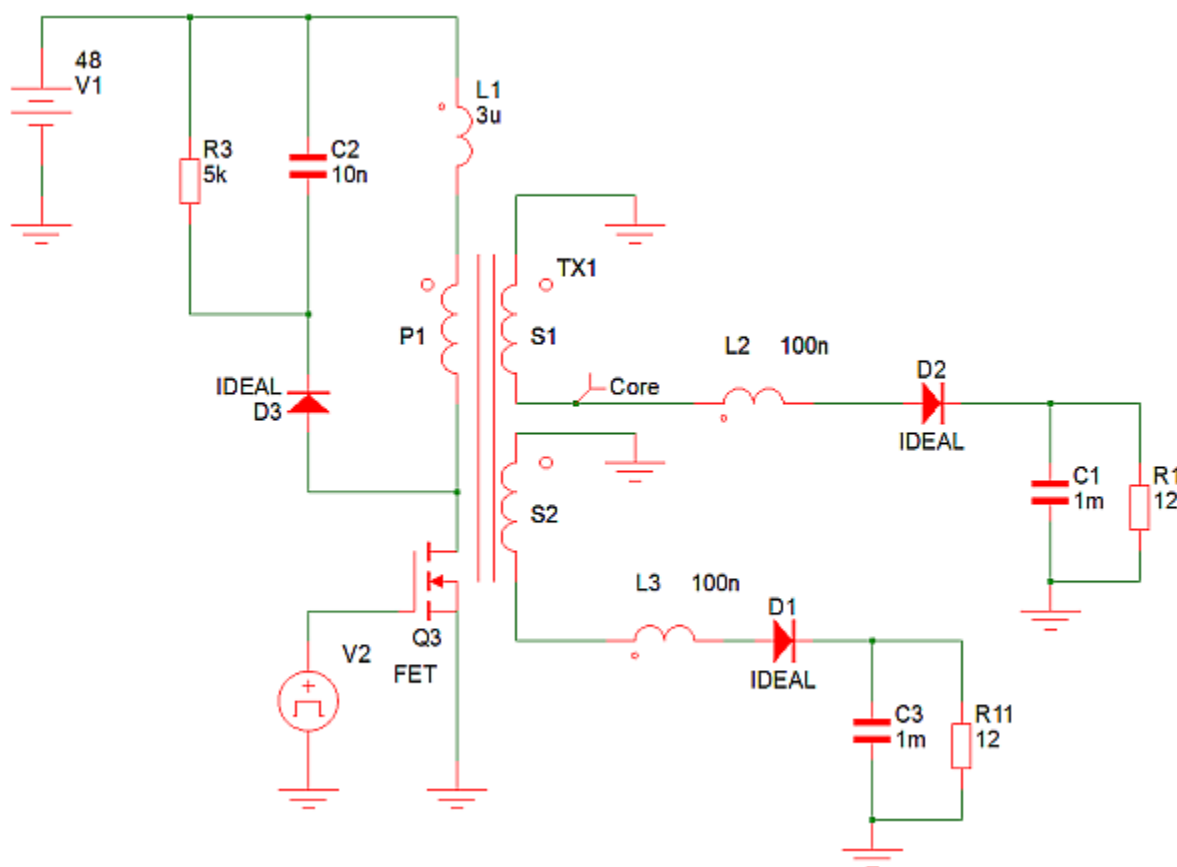 48
V1
R3
5k
C2
10n
L1
3u
TX1
P1
S1
Core
L2 100n
D2
IDEAL
C1
1m
R1
12
IDEAL
D3
S2
L3 100n
D1
IDEAL
C3
1m
R11
12
V2
Q3
FET